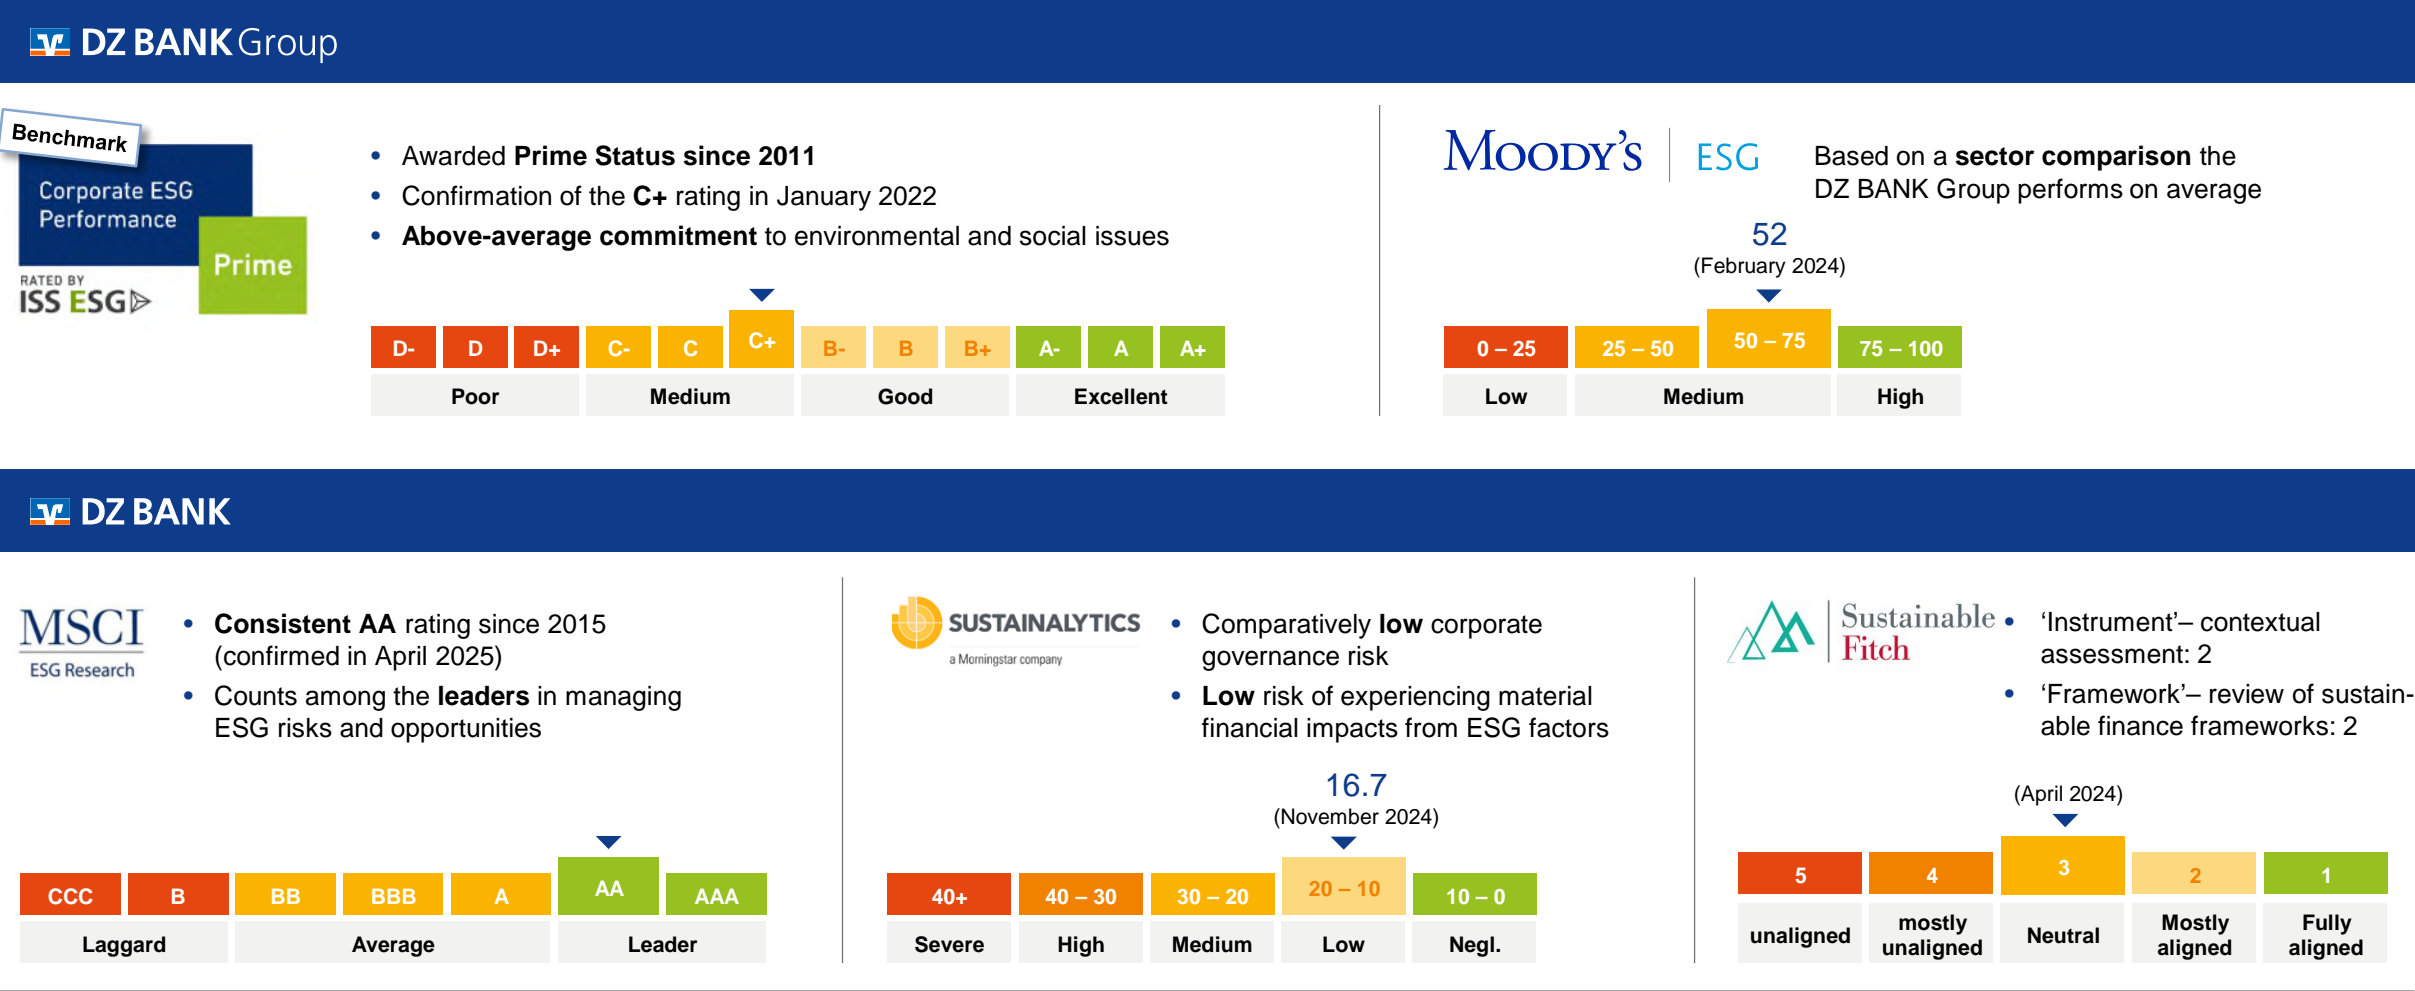 DZ BANK Group
Benchmark
Corporate ESG
Performance
Prime
RATED BY
ISS ESG
• Awarded Prime Status since 2011
• Confirmation of the C+ rating in January 2022
• Above-average commitment to environmental and social issues
D- D D+ C- C C+ B- B B+ A- A A+
Poor Medium Good Excellent
MOODY'S ESG
Based on a sector comparison the
DZ BANK Group performs on average
52
(February 2024)
0 – 25 25 – 50 50 – 75 75 – 100
Low Medium High
DZ BANK
MSCI
ESG Research
• Consistent AA rating since 2015
(confirmed in April 2025)
• Counts among the leaders in managing
ESG risks and opportunities
CCC B BB BBB A AA AAA
Laggard Average Leader
SUSTAINALYTICS
a Morningstar company
• Comparatively low corporate
governance risk
• Low risk of experiencing material
financial impacts from ESG factors
16.7
(November 2024)
40+ 40 – 30 30 – 20 20 – 10 10 – 0
Severe High Medium Low Negl.
Sustainable
Fitch
• ‘Instrument’– contextual
assessment: 2
• ‘Framework’– review of sustain-
able finance frameworks: 2
(April 2024)
5 4 3 2 1
unaligned mostly unaligned Neutral Mostly aligned Fully aligned